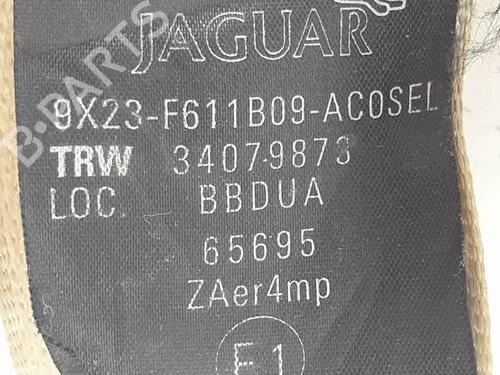 JAGUAR
9X23-F611B09-AC0SEL
TRW 34079873
LOC. BBDUA
65695
ZAer4mp
E1
B-PARTS